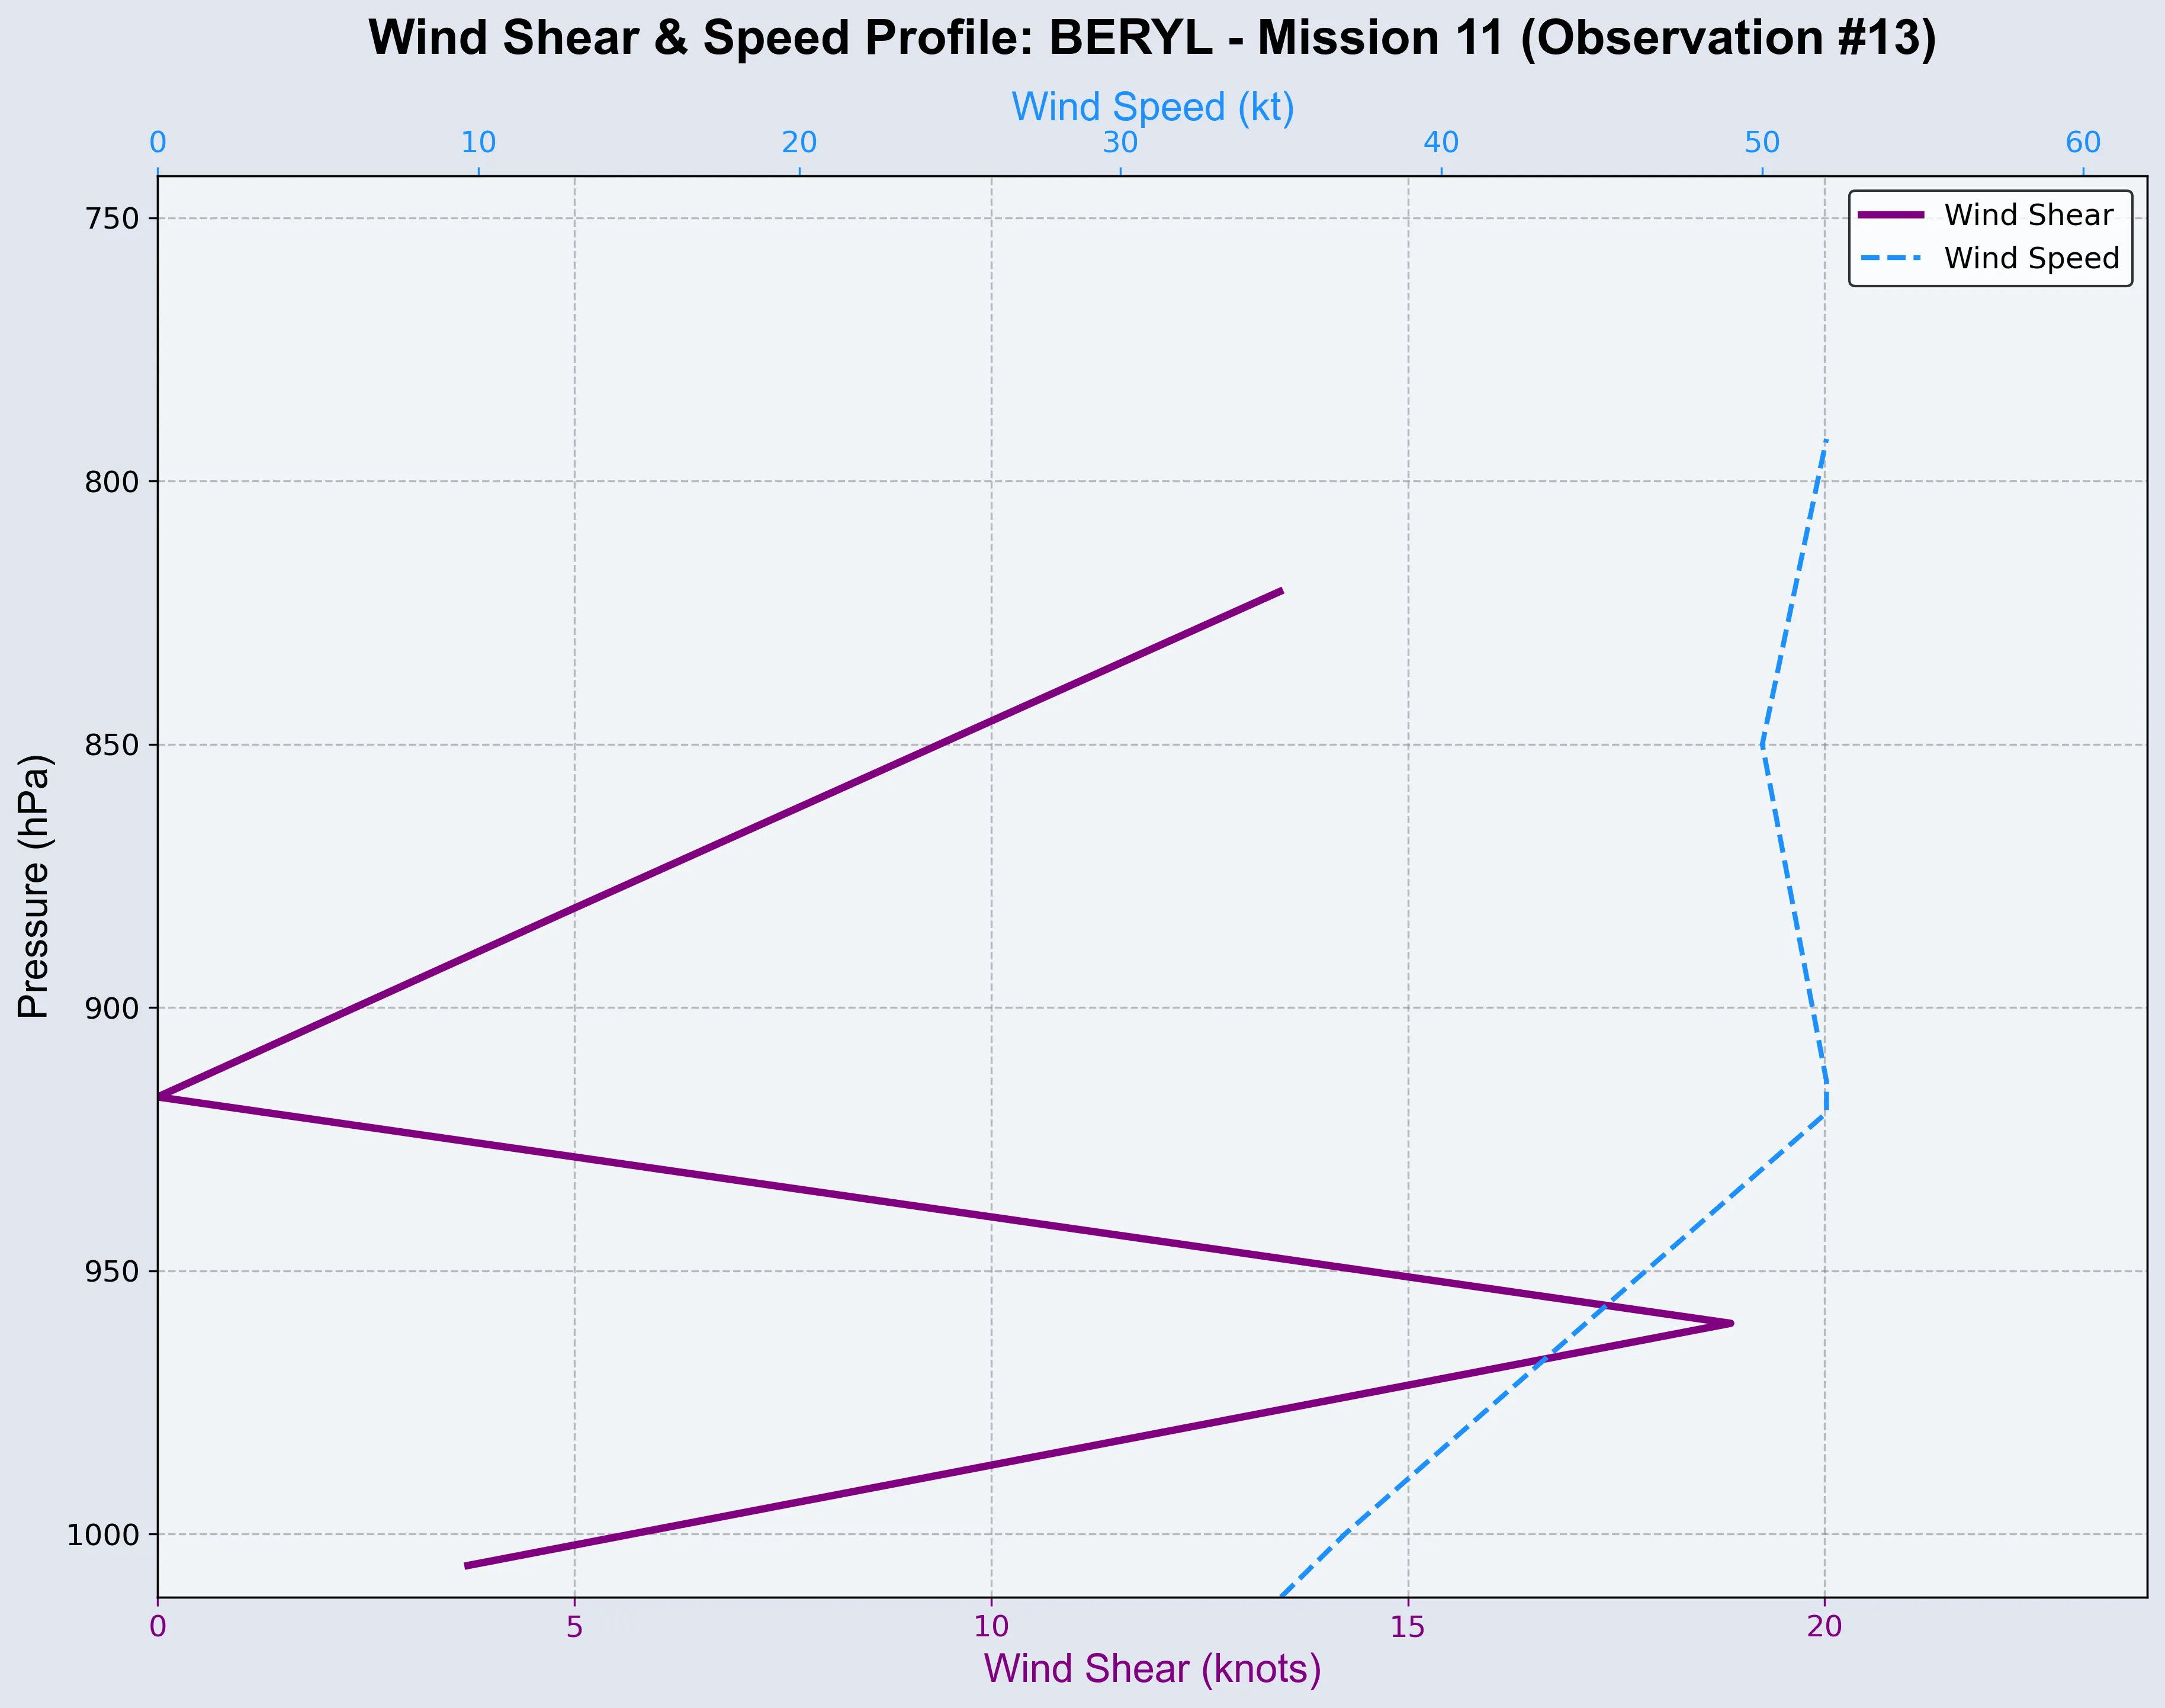 Wind Shear & Speed Profile: BERYL - Mission 11 (Observation #13)
Wind Speed (kt)
0 10 20 30 40 50 60
Wind Shear
Wind Speed
Pressure (hPa)
750
800
850
900
950
1000
0 5 10 15 20
Wind Shear (knots)